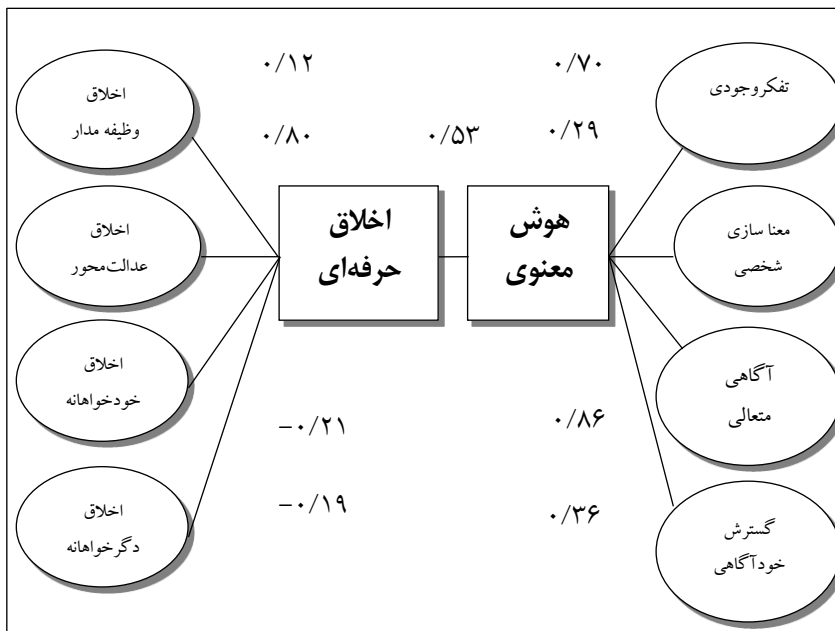 ۰/۷۰
۰/۱۲
تفکروجودی
اخلاق
وظیفه مدار
۰/۲۹
۰/۵۳
۰/۸۰
معنا سازی
شخصی
هوش
معنوی
اخلاق
حرفه‌ای
اخلاق
عدالت‌محور
آگاهی
متعالی
اخلاق
خودخواهانه
۰/۸۶
-۰/۲۱
گسترش
خودآگاهی
۰/۳۶
-۰/۱۹
اخلاق
دگرخواهانه